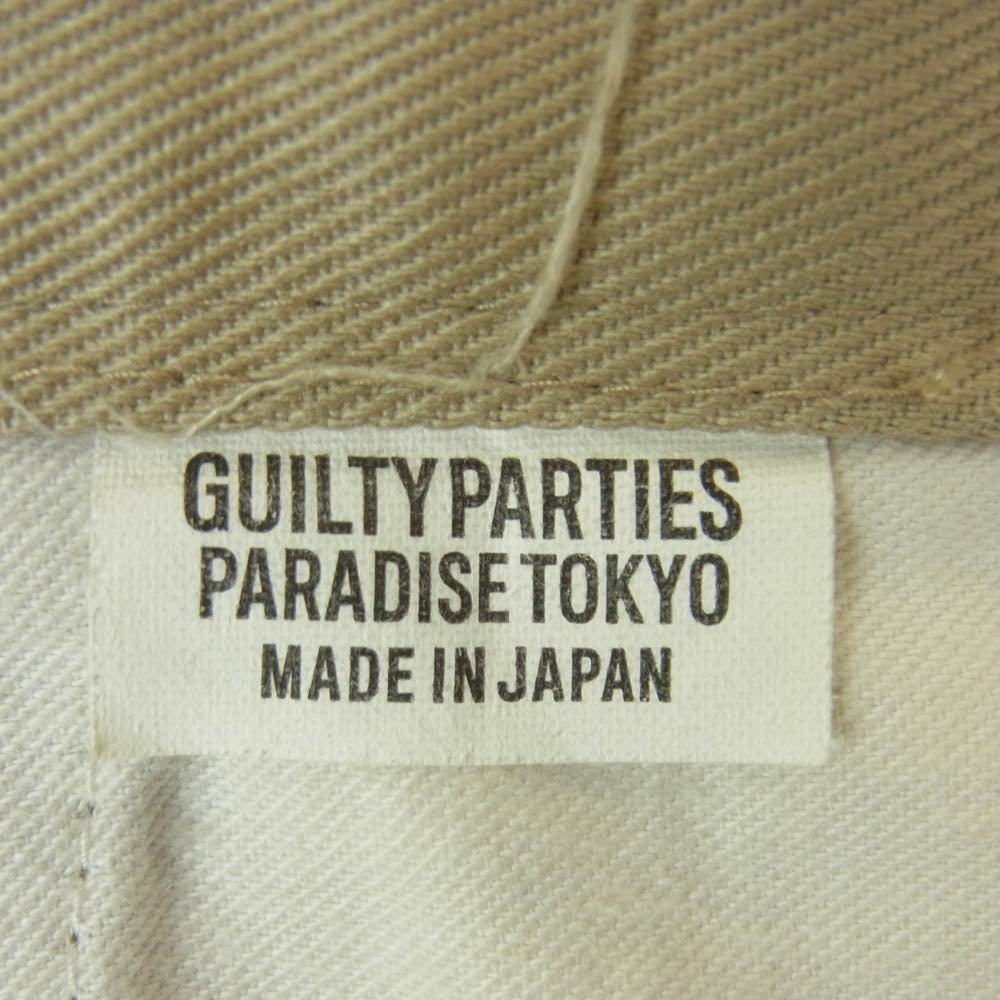 GUILTY PARTIES
PARADISE TOKYO
MADE IN JAPAN